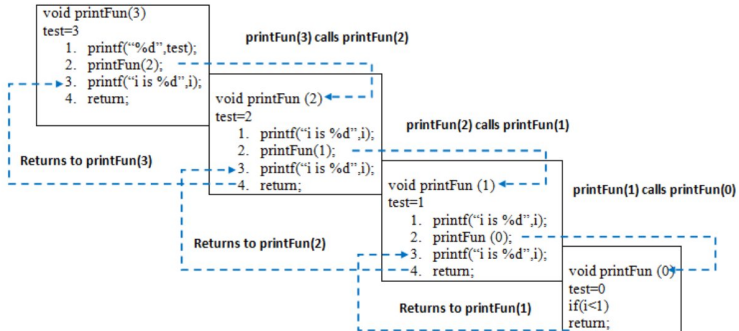 void printFun(3)
test=3
1. printf(“%d”,test);
2. printFun(2);
3. printf(“i is %d”,i);
4. return;
printFun(3) calls printFun(2)
void printFun (2)
test=2
1. printf(“i is %d”,i);
2. printFun(1);
3. printf(“i is %d”,i);
4. return;
Returns to printFun(3)
printFun(2) calls printFun(1)
void printFun (1)
test=1
1. printf(“i is %d”,i);
2. printFun (0);
3. printf(“i is %d”,i);
4. return;
Returns to printFun(2)
printFun(1) calls printFun(0)
void printFun (0)
test=0
if(i<1)
return;
Returns to printFun(1)